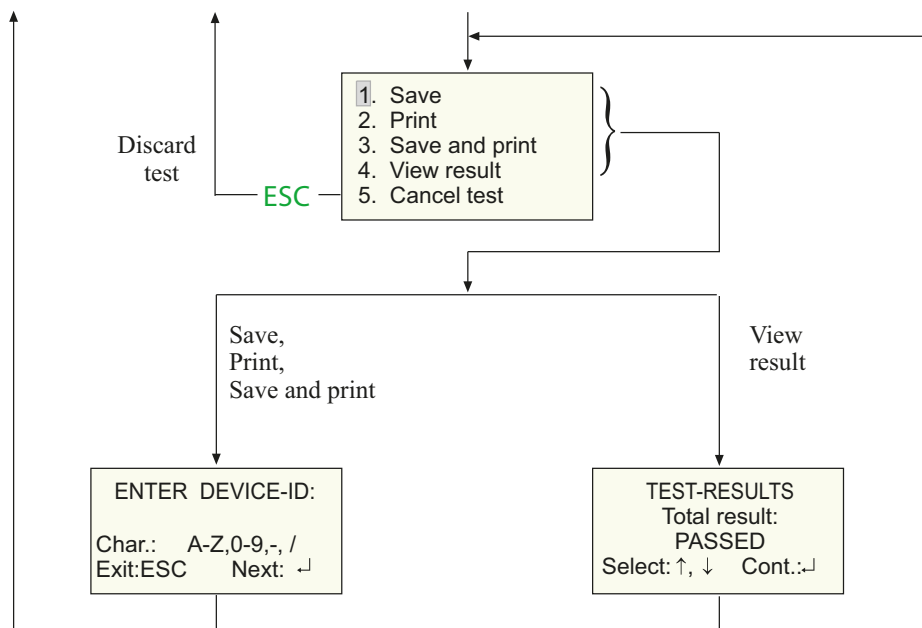 1. Save
2. Print
3. Save and print
4. View result
5. Cancel test
Discard
test
ESC
Save,
Print,
Save and print
View
result
ENTER DEVICE-ID:
Char.: A-Z,0-9,-, /
Exit:ESC Next: ↵
TEST-RESULTS
Total result:
PASSED
Select: ↑, ↓ Cont.:↵